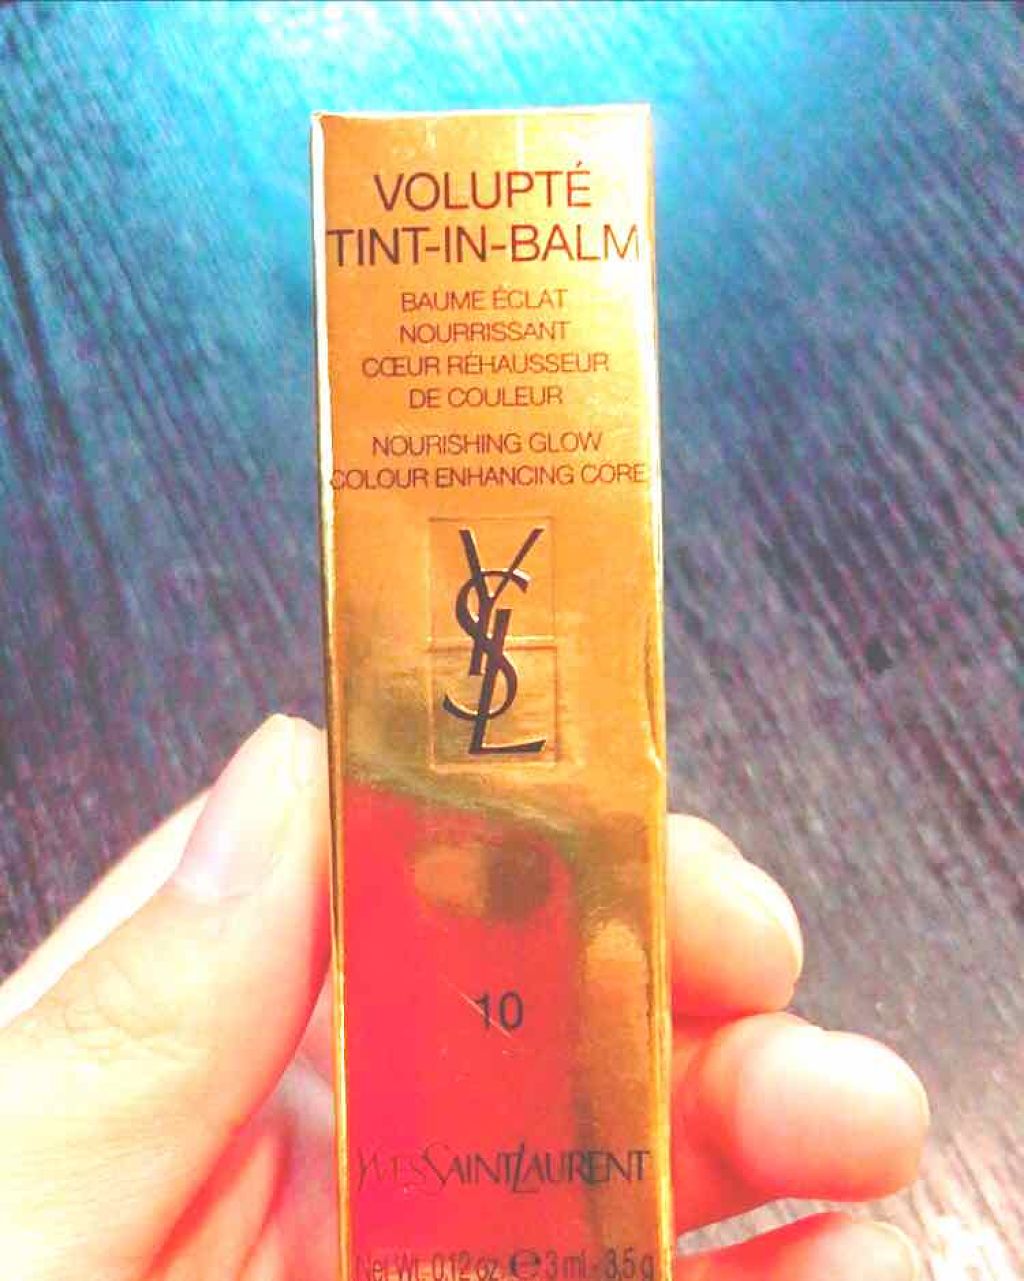 VOLUPTÉ
TINT-IN-BALM
BAUME ÉCLAT
NOURRISSANT
CŒUR RÉHAUSSEUR
DE COULEUR
NOURISHING GLOW
COLOUR ENHANCING CORE
YSL
10
YVESSAINTLAURENT
Net Wt. 0.12 oz. ℮ 3 ml - 3,5 g